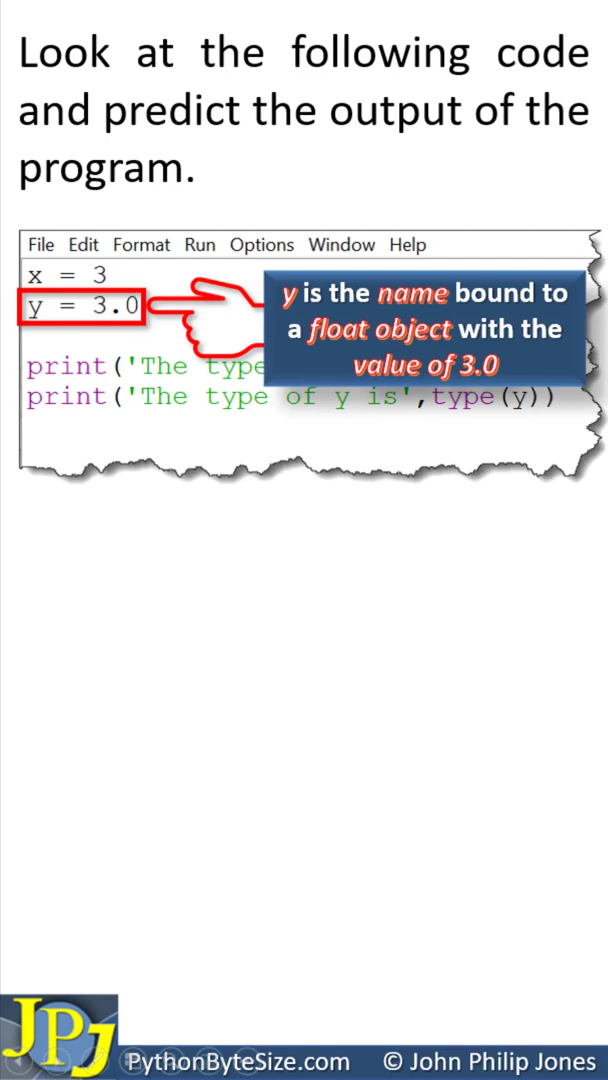 Look at the following code
and predict the output of the
program.
File Edit Format Run Options Window Help
x = 3
y = 3.0
y is the name bound to
a float object with the
value of 3.0
print('The type
print('The type of y is',type(y))
JPJ
PythonByteSize.com © John Philip Jones